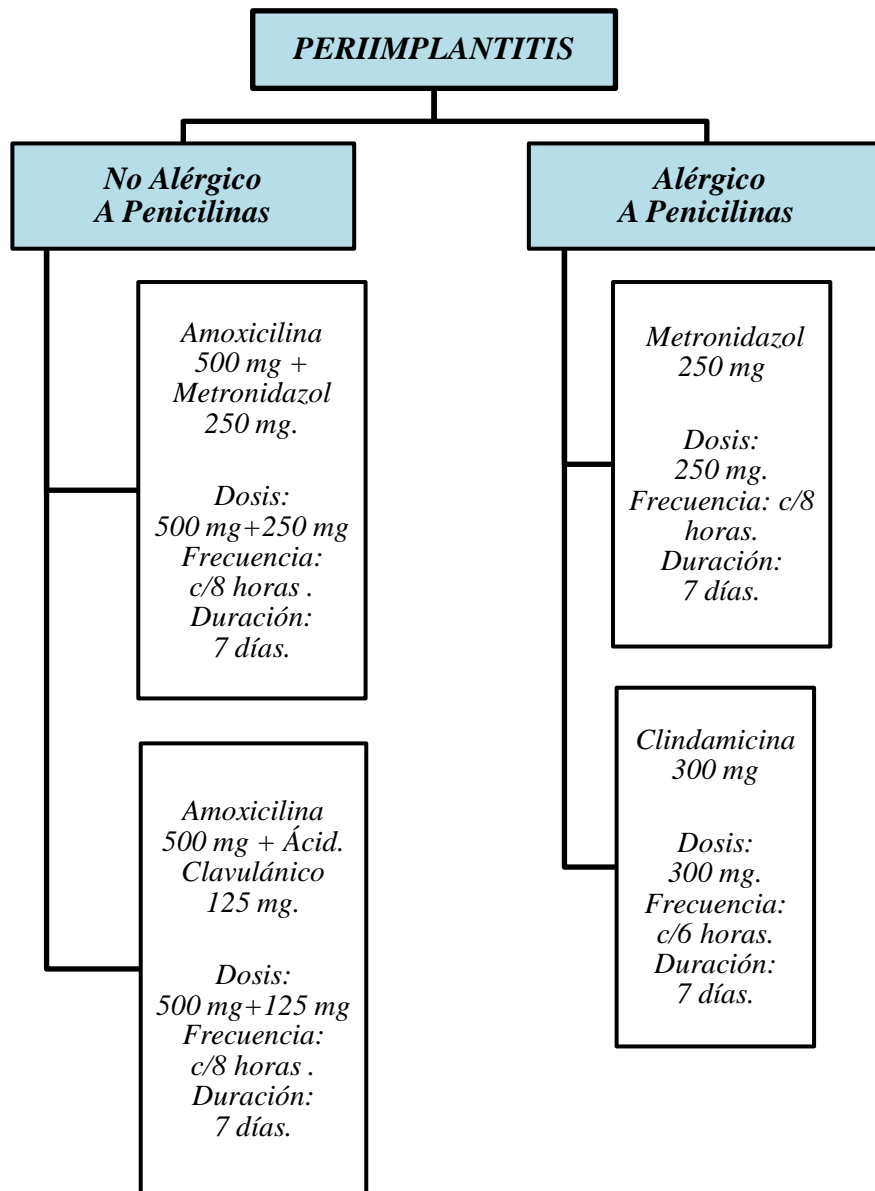 PERIIMPLANTITIS
No Alérgico
A Penicilinas
Amoxicilina
500 mg +
Metronidazol
250 mg.
Dosis:
500 mg+250 mg
Frecuencia:
c/8 horas .
Duración:
7 días.
Amoxicilina
500 mg + Ácid.
Clavulánico
125 mg.
Dosis:
500 mg+125 mg
Frecuencia:
c/8 horas .
Duración:
7 días.
Alérgico
A Penicilinas
Metronidazol
250 mg
Dosis:
250 mg.
Frecuencia: c/8
horas.
Duración:
7 días.
Clindamicina
300 mg
Dosis:
300 mg.
Frecuencia:
c/6 horas.
Duración:
7 días.